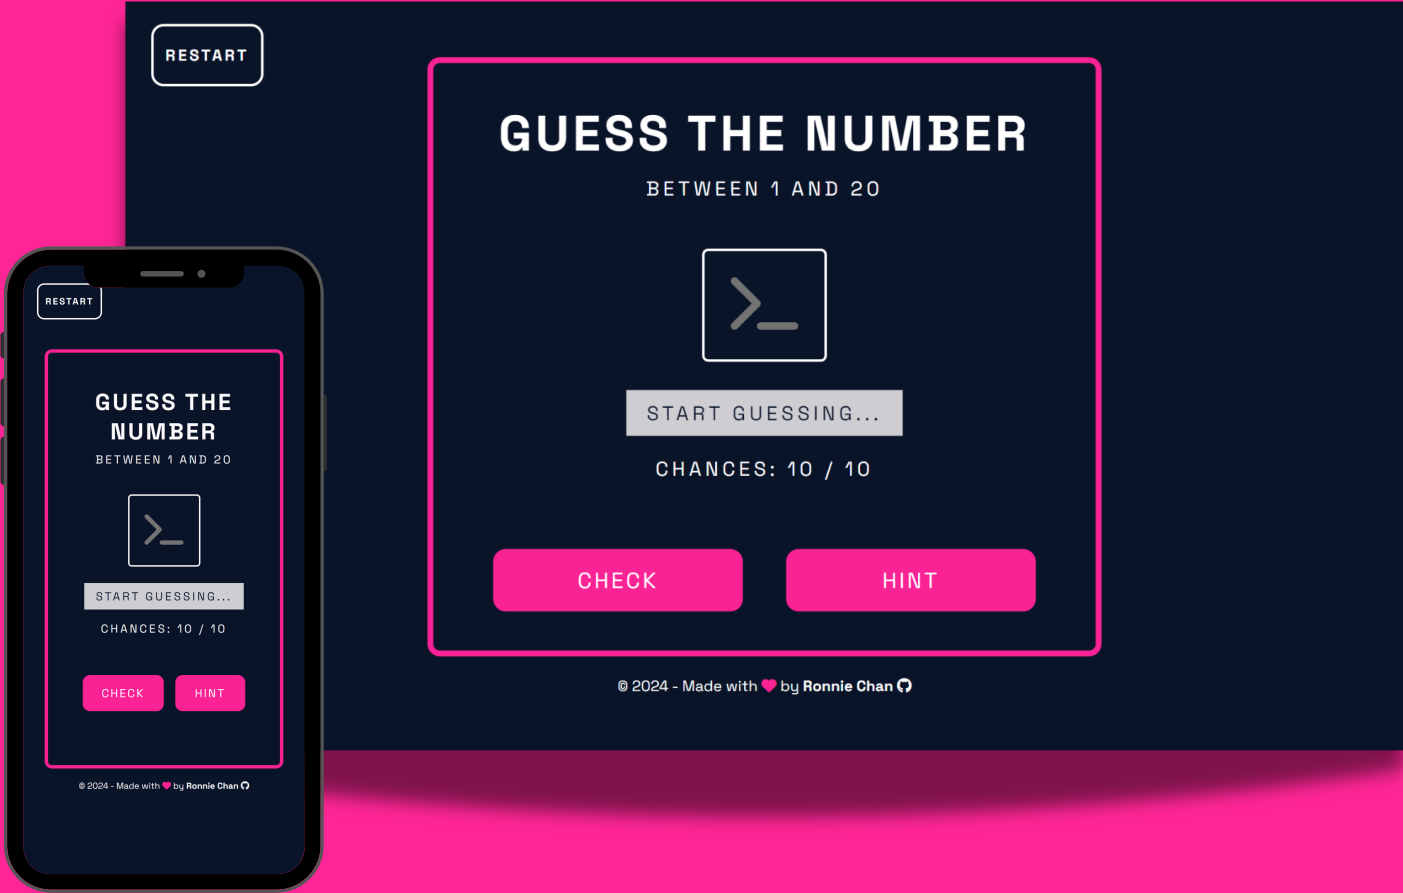 RESTART
GUESS THE NUMBER
BETWEEN 1 AND 20
START GUESSING...
CHANCES: 10 / 10
CHECK
HINT
© 2024 - Made with by Ronnie Chan
RESTART
GUESS THE
NUMBER
BETWEEN 1 AND 20
START GUESSING...
CHANCES: 10 / 10
CHECK
HINT
© 2024 - Made with by Ronnie Chan